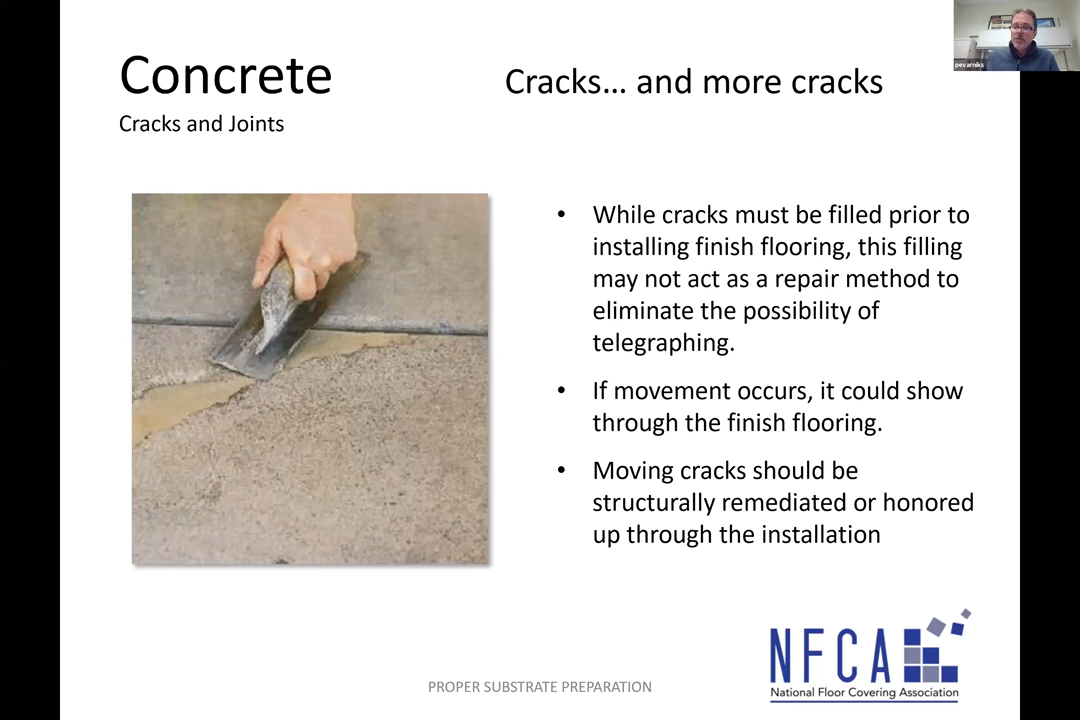 Concrete
Cracks… and more cracks
Cracks and Joints
pevarniks
• While cracks must be filled prior to
installing finish flooring, this filling
may not act as a repair method to
eliminate the possibility of
telegraphing.
• If movement occurs, it could show
through the finish flooring.
• Moving cracks should be
structurally remediated or honored
up through the installation
PROPER SUBSTRATE PREPARATION
NFCA
National Floor Covering Association